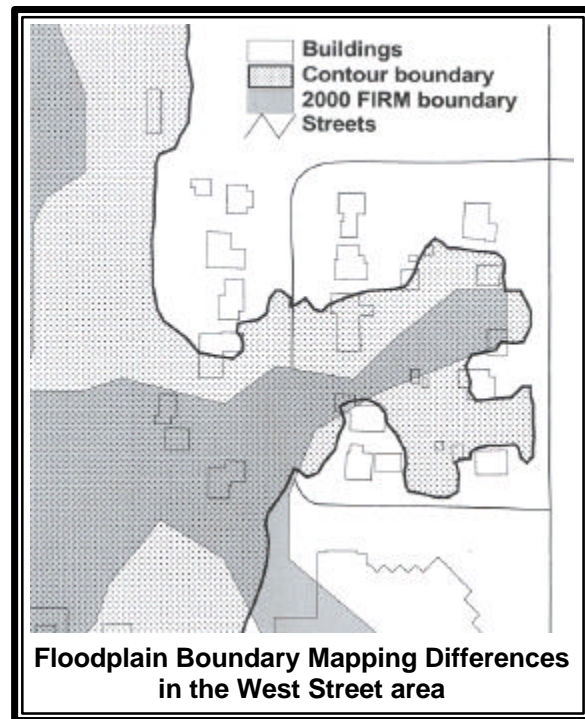 Buildings
Contour boundary
2000 FIRM boundary
Streets
Floodplain Boundary Mapping Differences
in the West Street area